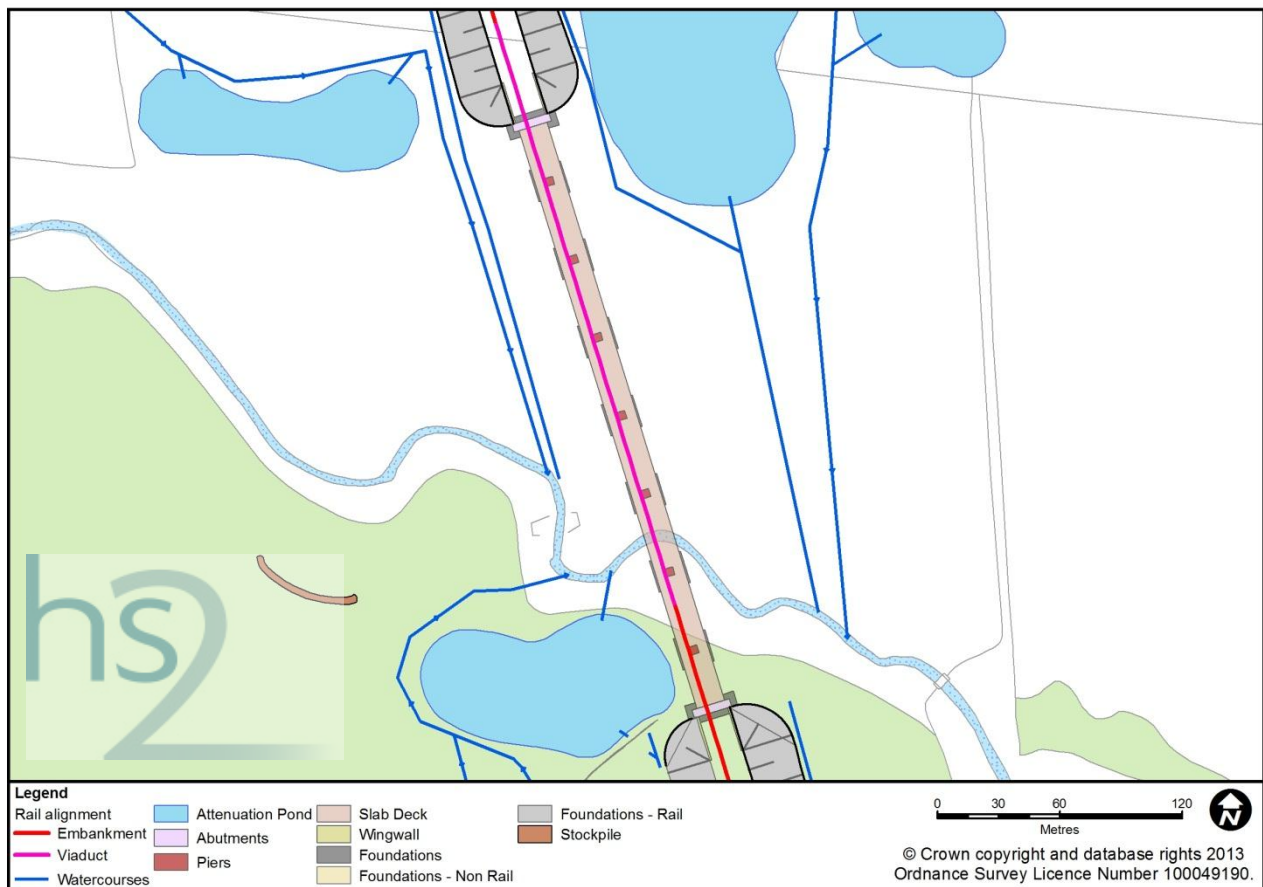 hs2
Legend
Rail alignment
Embankment
Viaduct
Watercourses
Attenuation Pond
Abutments
Piers
Slab Deck
Wingwall
Foundations
Foundations - Non Rail
Foundations - Rail
Stockpile
0 30 60 120
Metres
N
© Crown copyright and database rights 2013
Ordnance Survey Licence Number 100049190.